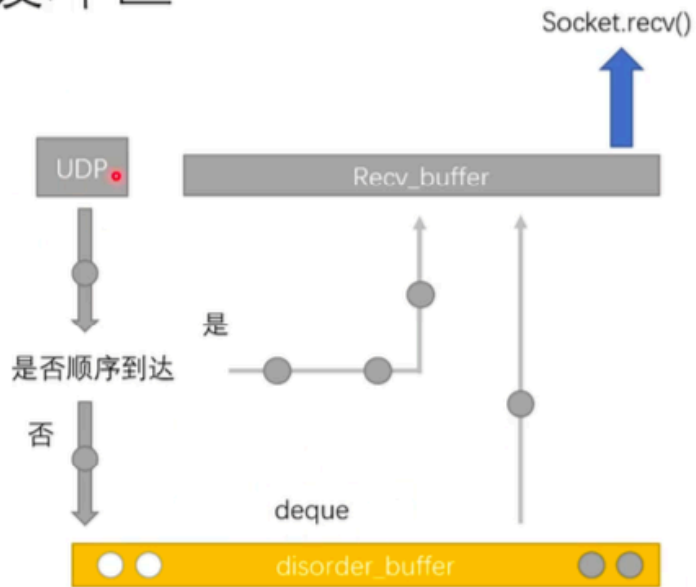 Socket.recv()
UDP
Recv_buffer
是
是否顺序到达
否
deque
disorder_buffer